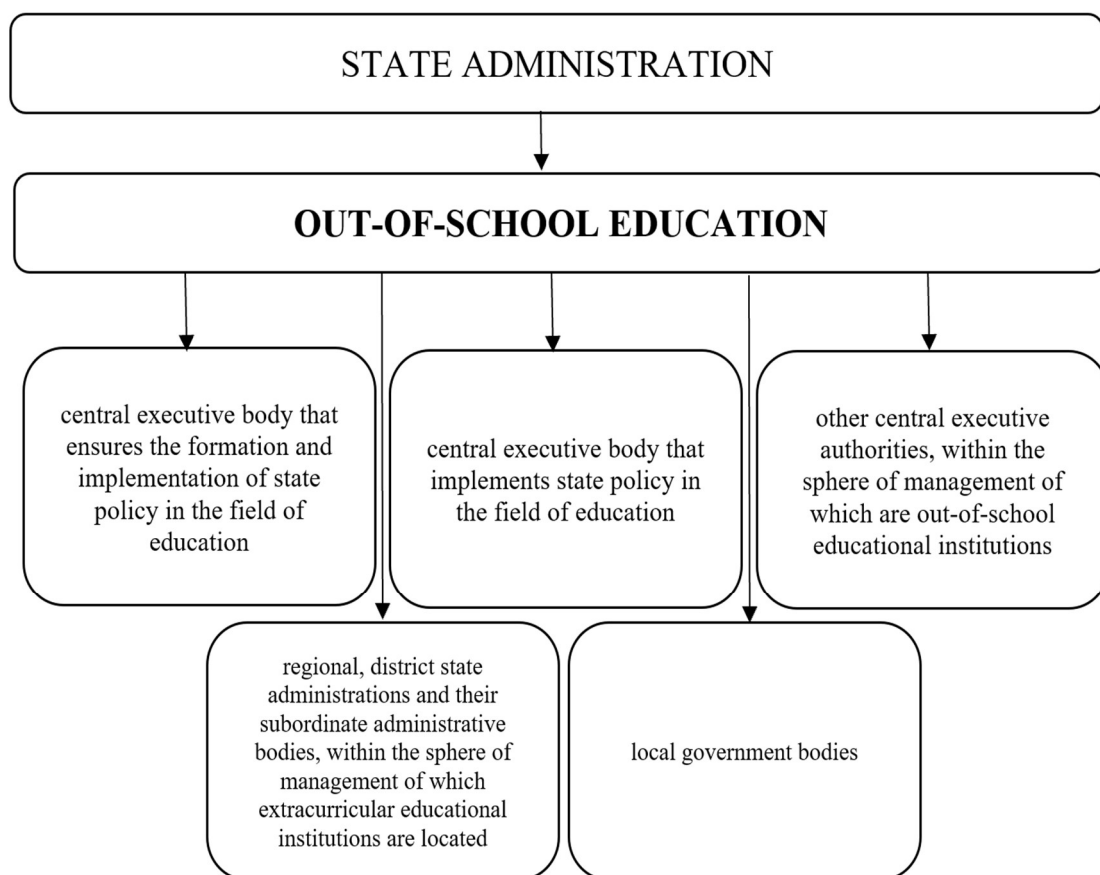 STATE ADMINISTRATION
OUT-OF-SCHOOL EDUCATION
central executive body that
ensures the formation and
implementation of state
policy in the field of
education
central executive body that
implements state policy in
the field of education
other central executive
authorities, within the
sphere of management of
which are out-of-school
educational institutions
regional, district state
administrations and their
subordinate administrative
bodies, within the sphere of
management of which
extracurricular educational
institutions are located
local government bodies